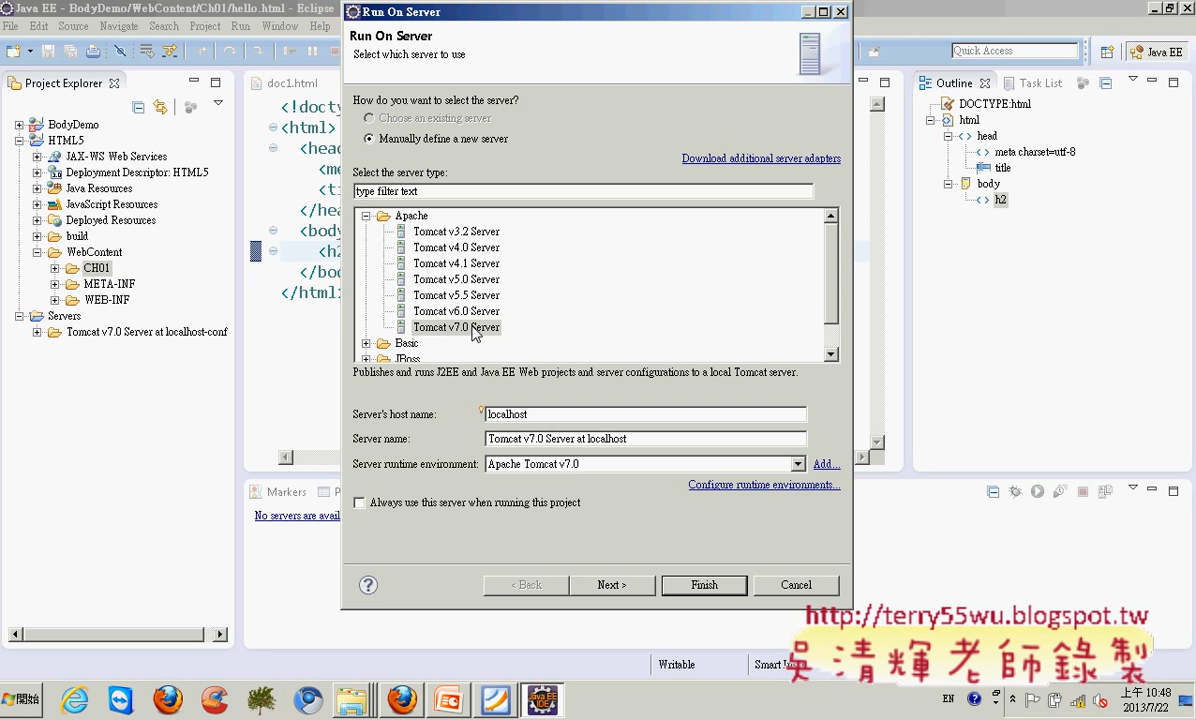 Java EE - BodyDemo/WebContent/Ch01/hello.html - Eclipse
File Edit Source Navigate Search Project Run Window Help
Quick Access
Java EE
Project Explorer
BodyDemo
HTML5
JAX-WS Web Services
Deployment Descriptor: HTML5
Java Resources
JavaScript Resources
Deployed Resources
build
WebContent
CH01
META-INF
WEB-INF
Servers
Tomcat v7.0 Server at localhost-conf
doc1.html
<!doct
<html>
<head
<me
<ti
</hea
<body
<h2
</bod
</html>
Markers
No servers are avail
Run On Server
Run On Server
Select which server to use
How do you want to select the server?
Choose an existing server
Manually define a new server
Download additional server adapters
Select the server type:
type filter text
Apache
Tomcat v3.2 Server
Tomcat v4.0 Server
Tomcat v4.1 Server
Tomcat v5.0 Server
Tomcat v5.5 Server
Tomcat v6.0 Server
Tomcat v7.0 Server
Basic
JBoss
Publishes and runs J2EE and Java EE Web projects and server configurations to a local Tomcat server.
Server's host name: localhost
Server name: Tomcat v7.0 Server at localhost
Server runtime environment: Apache Tomcat v7.0 Add...
Configure runtime environments...
Always use this server when running this project
< Back Next > Finish Cancel
Outline Task List
DOCTYPE:html
html
head
meta charset=utf-8
title
body
h2
Writable
Smart
http://terry55wu.blogspot.tw
吳清輝老師錄製
開始
EN
上午 10:48
2013/7/22